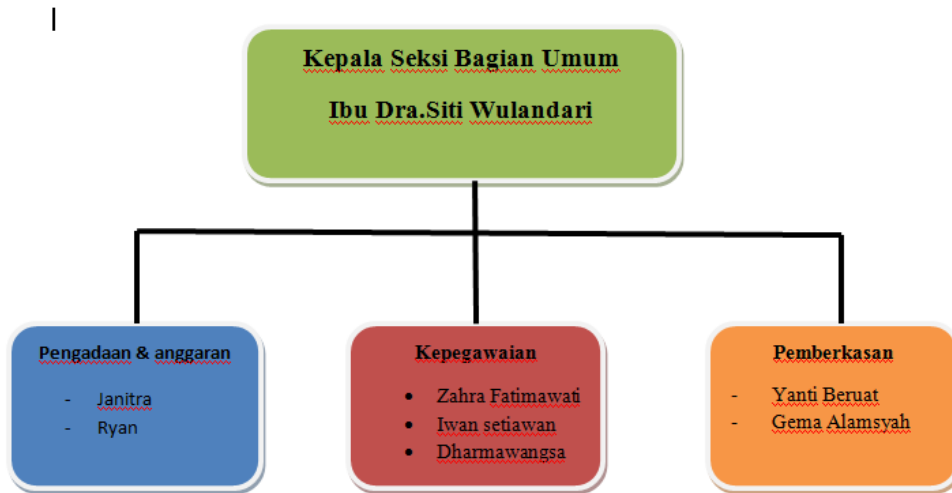 Kepala Seksi Bagian Umum
Ibu Dra.Siti Wulandari
Pengadaan & anggaran
- Janitra
- Ryan
Kepegawaian
• Zahra Fatimawati
• Iwan setiawan
• Dharmawangsa
Pemberkasan
- Yanti Beruat
- Gema Alamsyah